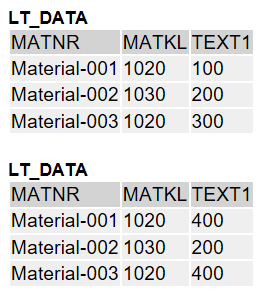 LT_DATA
MATNR MATKL TEXT1
Material-001 1020 100
Material-002 1030 200
Material-003 1020 300
LT_DATA
MATNR MATKL TEXT1
Material-001 1020 400
Material-002 1030 200
Material-003 1020 400